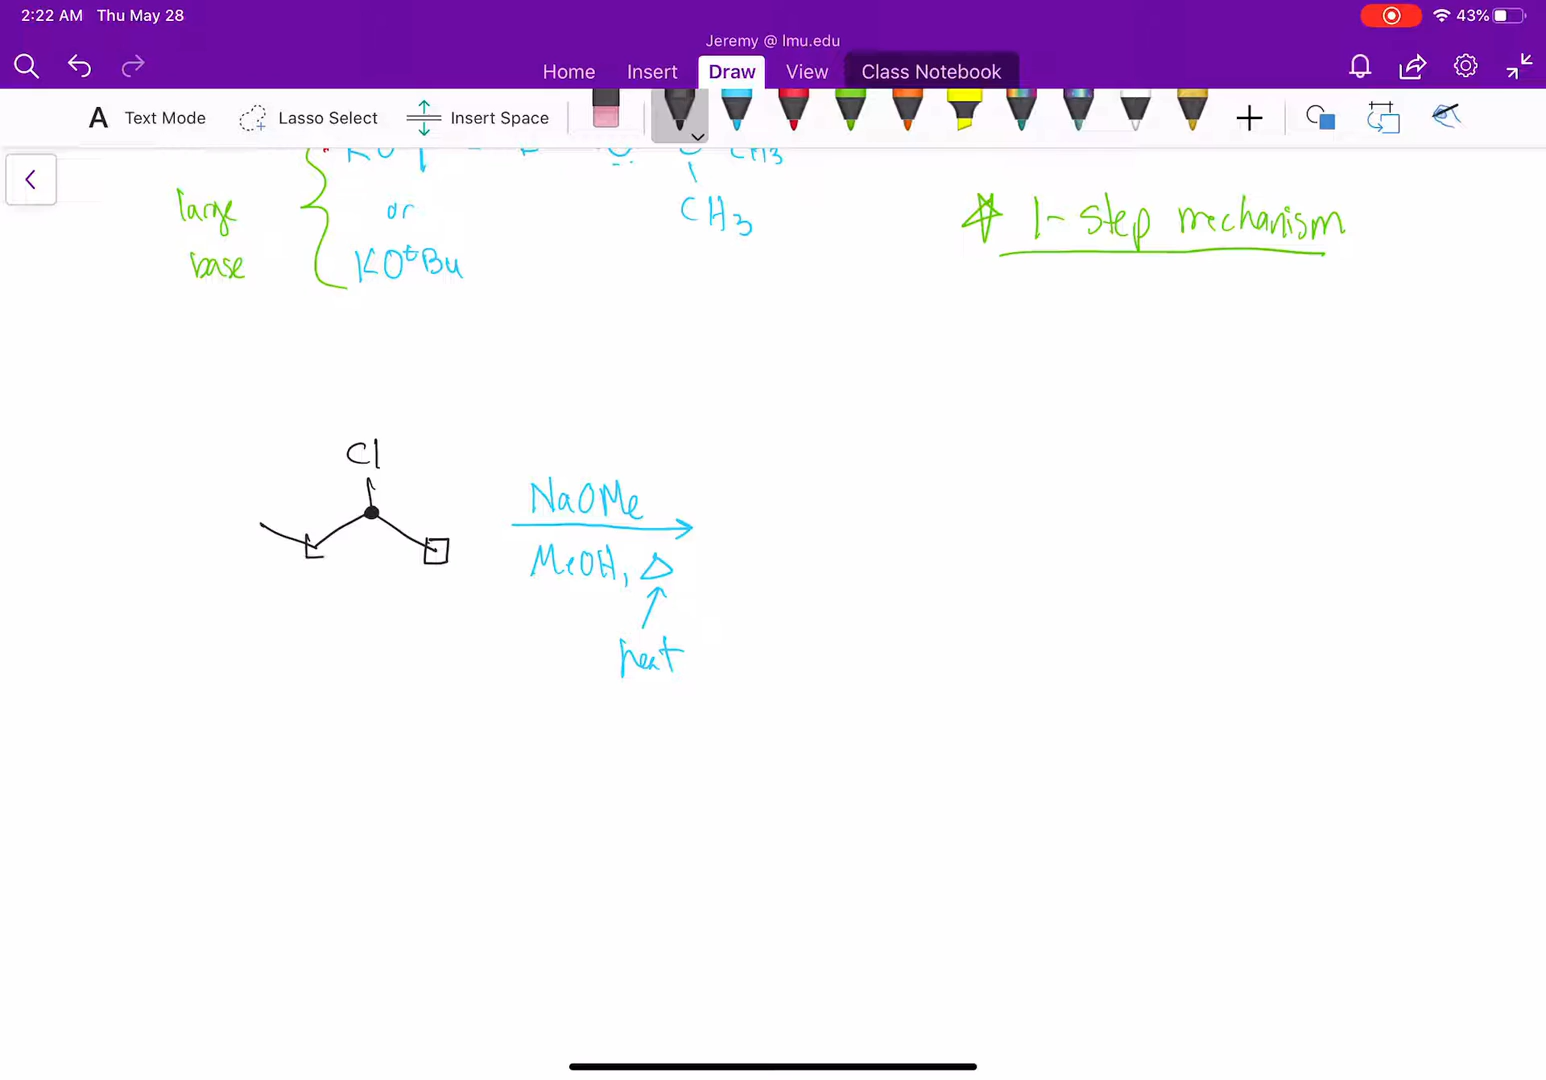 2:22 AM Thu May 28
43%
Jeremy @ lmu.edu
Home Insert Draw View Class Notebook
Text Mode Lasso Select Insert Space
CH3
large base
or
KOtBu
CH3
* 1-step mechanism
Cl
NaOMe
MeOH, Δ
heat